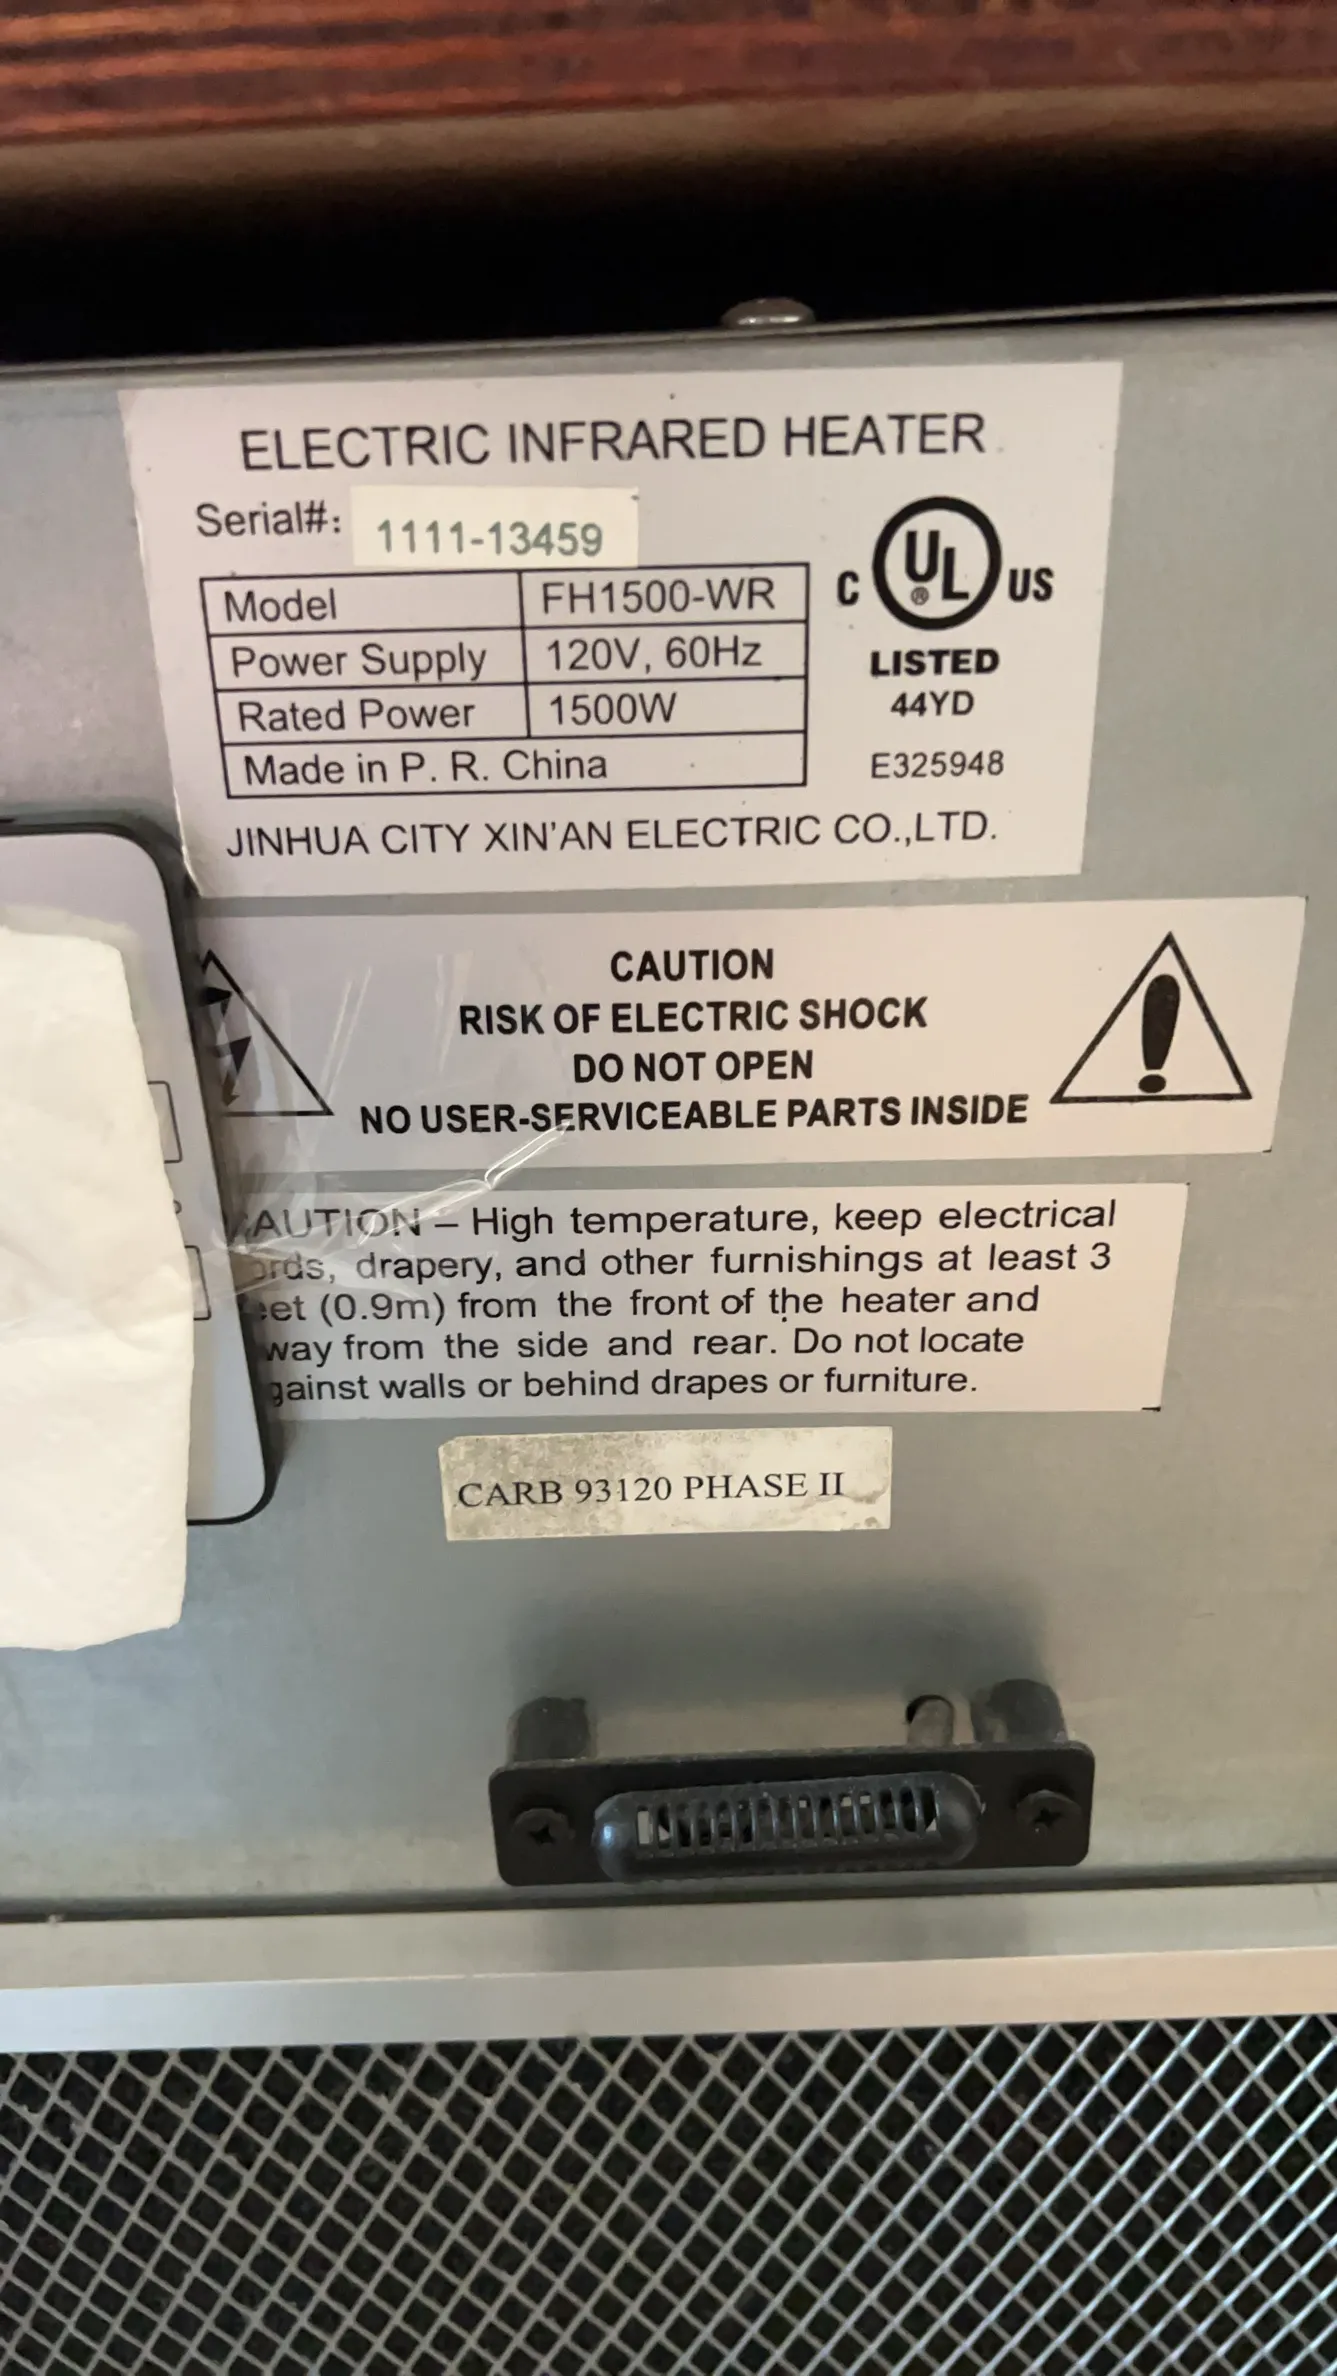 ELECTRIC INFRARED HEATER
Serial#: 1111-13459
Model FH1500-WR
Power Supply 120V, 60Hz
Rated Power 1500W
Made in P. R. China
C UL® US
LISTED
44YD
E325948
JINHUA CITY XIN'AN ELECTRIC CO.,LTD.
CAUTION
RISK OF ELECTRIC SHOCK
DO NOT OPEN
NO USER-SERVICEABLE PARTS INSIDE
CAUTION – High temperature, keep electrical
drapery, and other furnishings at least 3
(0.9m) from the front of the heater and
from the side and rear. Do not locate
walls or behind drapes or furniture.
CARB 93120 PHASE II